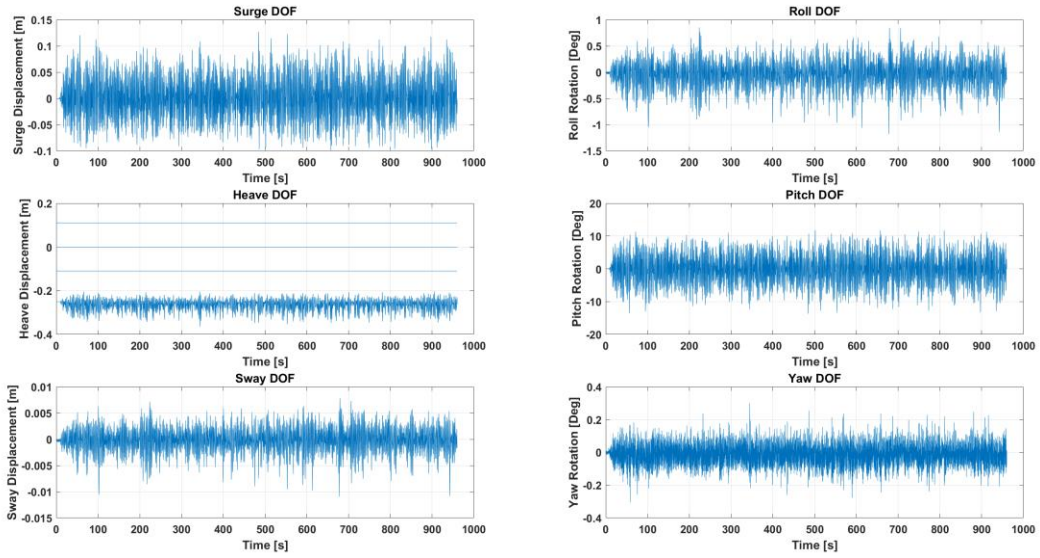 Surge DOF
Surge Displacement [m]
0.15
0.1
0.05
0
-0.05
-0.1
0 100 200 300 400 500 600 700 800 900 1000
Time [s]
Roll DOF
Roll Rotation [Deg]
1
0.5
0
-0.5
-1
-1.5
0 100 200 300 400 500 600 700 800 900 1000
Time [s]
Heave DOF
Heave Displacement [m]
0.2
0
-0.2
-0.4
0 100 200 300 400 500 600 700 800 900 1000
Time [s]
Pitch DOF
Pitch Rotation [Deg]
20
10
0
-10
-20
0 100 200 300 400 500 600 700 800 900 1000
Time [s]
Sway DOF
Sway Displacement [m]
0.01
0.005
0
-0.005
-0.01
-0.015
0 100 200 300 400 500 600 700 800 900 1000
Time [s]
Yaw DOF
Yaw Rotation [Deg]
0.4
0.2
0
-0.2
-0.4
0 100 200 300 400 500 600 700 800 900 1000
Time [s]